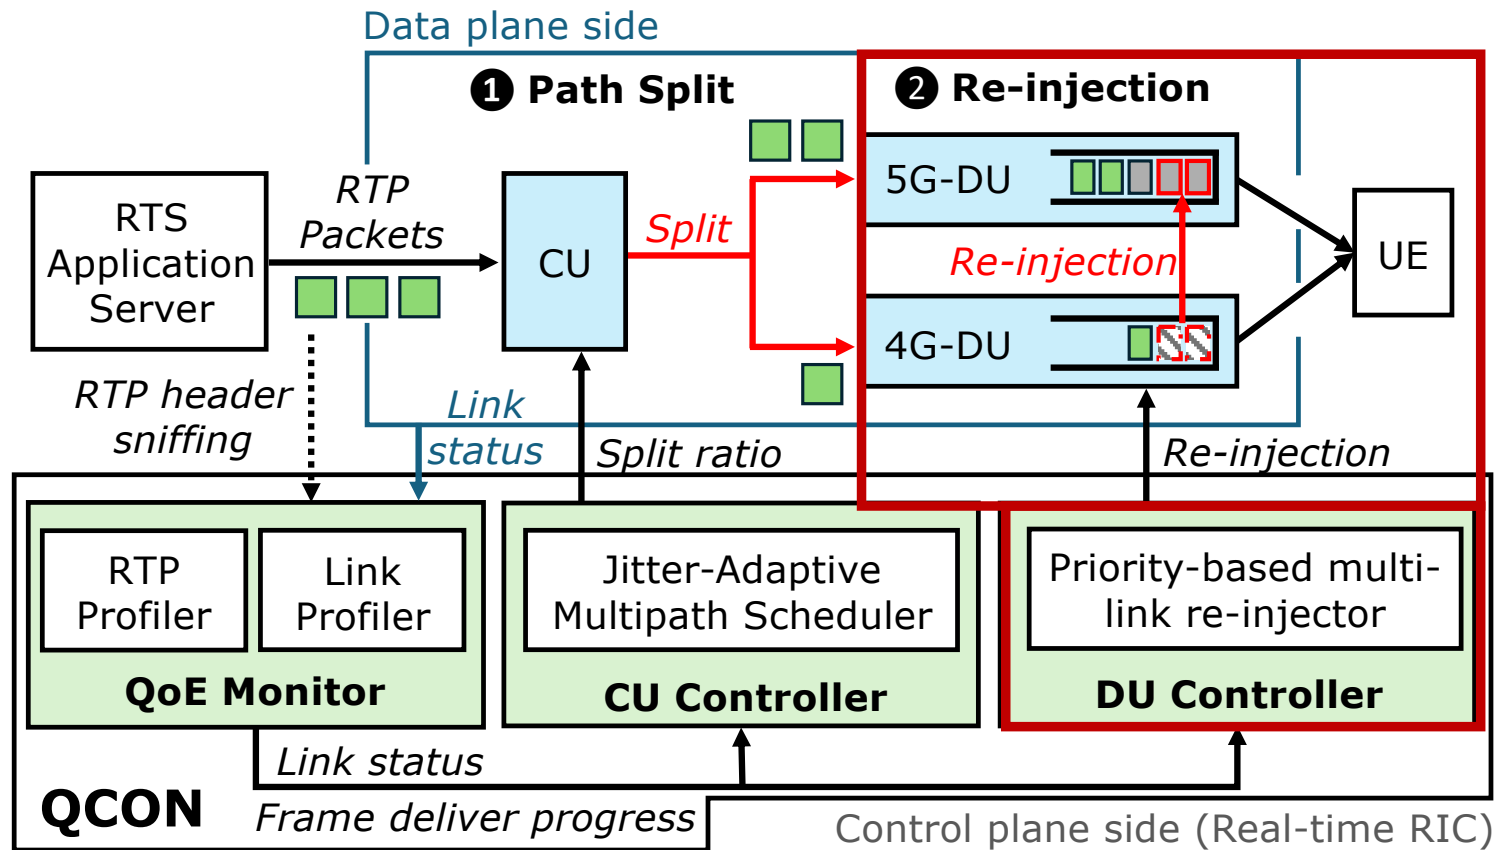 Data plane side
❶ Path Split
❷ Re-injection
RTS
Application
Server
RTP
Packets
CU
Split
5G-DU
Re-injection
4G-DU
UE
RTP header
sniffing
Link
status
Split ratio
Re-injection
RTP
Profiler
Link
Profiler
QoE Monitor
Jitter-Adaptive
Multipath Scheduler
CU Controller
Priority-based multi-
link re-injector
DU Controller
Link status
Frame deliver progress
QCON
Control plane side (Real-time RIC)